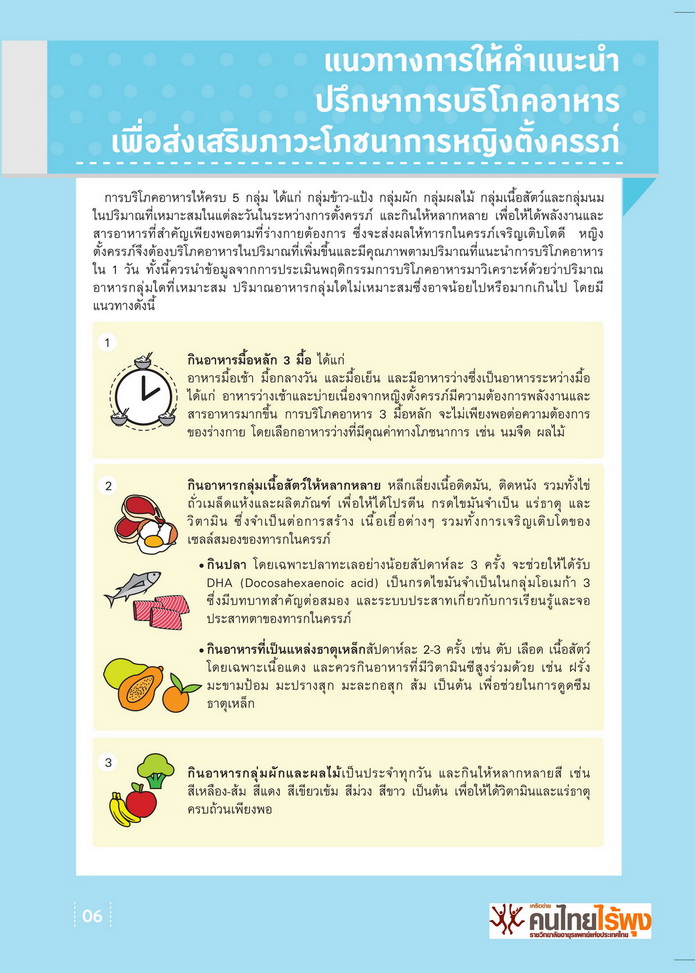 แนวทางการให้คำแนะนำ
ปรึกษาการบริโภคอาหาร
เพื่อส่งเสริมภาวะโภชนาการหญิงตั้งครรภ์
การบริโภคอาหารให้ครบ 5 กลุ่ม ได้แก่ กลุ่มข้าว-แป้ง กลุ่มผัก กลุ่มผลไม้ กลุ่มเนื้อสัตว์และกลุ่มนม
ในปริมาณที่เหมาะสมในแต่ละวันในระหว่างการตั้งครรภ์ และกินให้หลากหลาย เพื่อให้ได้พลังงานและ
สารอาหารที่สำคัญเพียงพอตามที่ร่างกายต้องการ ซึ่งจะส่งผลให้ทารกในครรภ์เจริญเติบโตดี หญิง
ตั้งครรภ์จึงต้องบริโภคอาหารในปริมาณที่เพิ่มขึ้นและมีคุณภาพตามปริมาณที่แนะนำการบริโภคอาหาร
ใน 1 วัน ทั้งนี้ควรนำข้อมูลจากการประเมินพฤติกรรมการบริโภคอาหารมาวิเคราะห์ด้วยว่าปริมาณ
อาหารกลุ่มใดที่เหมาะสม ปริมาณอาหารกลุ่มใดไม่เหมาะสมซึ่งอาจน้อยไปหรือมากเกินไป โดยมี
แนวทางดังนี้
1
กินอาหารมื้อหลัก 3 มื้อ ได้แก่
อาหารมื้อเช้า มื้อกลางวัน และมื้อเย็น และมีอาหารว่างซึ่งเป็นอาหารระหว่างมื้อ
ได้แก่ อาหารว่างเช้าและบ่ายเนื่องจากหญิงตั้งครรภ์มีความต้องการพลังงานและ
สารอาหารมากขึ้น การบริโภคอาหาร 3 มื้อหลัก จะไม่เพียงพอต่อความต้องการ
ของร่างกาย โดยเลือกอาหารว่างที่มีคุณค่าทางโภชนาการ เช่น นมจืด ผลไม้
2
กินอาหารกลุ่มเนื้อสัตว์ให้หลากหลาย หลีกเลี่ยงเนื้อติดมัน, ติดหนัง รวมทั้งไข่
ถั่วเมล็ดแห้งและผลิตภัณฑ์ เพื่อให้ได้โปรตีน กรดไขมันจำเป็น แร่ธาตุ และ
วิตามิน ซึ่งจำเป็นต่อการสร้าง เนื้อเยื่อต่างๆ รวมทั้งการเจริญเติบโตของ
เซลล์สมองของทารกในครรภ์
• กินปลา โดยเฉพาะปลาทะเลอย่างน้อยสัปดาห์ละ 3 ครั้ง จะช่วยให้ได้รับ
DHA (Docosahexaenoic acid) เป็นกรดไขมันจำเป็นในกลุ่มโอเมก้า 3
ซึ่งมีบทบาทสำคัญต่อสมอง และระบบประสาทเกี่ยวกับการเรียนรู้และจอ
ประสาทตาของทารกในครรภ์
• กินอาหารที่เป็นแหล่งธาตุเหล็กสัปดาห์ละ 2-3 ครั้ง เช่น ตับ เลือด เนื้อสัตว์
โดยเฉพาะเนื้อแดง และควรกินอาหารที่มีวิตามินซีสูงร่วมด้วย เช่น ฝรั่ง
มะขามป้อม มะปรางสุก มะละกอสุก ส้ม เป็นต้น เพื่อช่วยในการดูดซึม
ธาตุเหล็ก
3
กินอาหารกลุ่มผักและผลไม้เป็นประจำทุกวัน และกินให้หลากหลายสี เช่น
สีเหลือง-ส้ม สีแดง สีเขียวเข้ม สีม่วง สีขาว เป็นต้น เพื่อให้ได้วิตามินและแร่ธาตุ
ครบถ้วนเพียงพอ
06
เครือข่าย
คนไทยไร้พุง
ราชวิทยาลัยอายุรแพทย์แห่งประเทศไทย